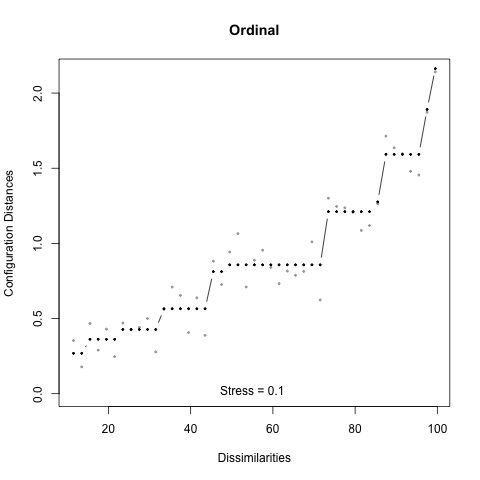 Ordinal
Configuration Distances
2.0
1.5
1.0
0.5
0.0
Stress = 0.1
20 40 60 80 100
Dissimilarities